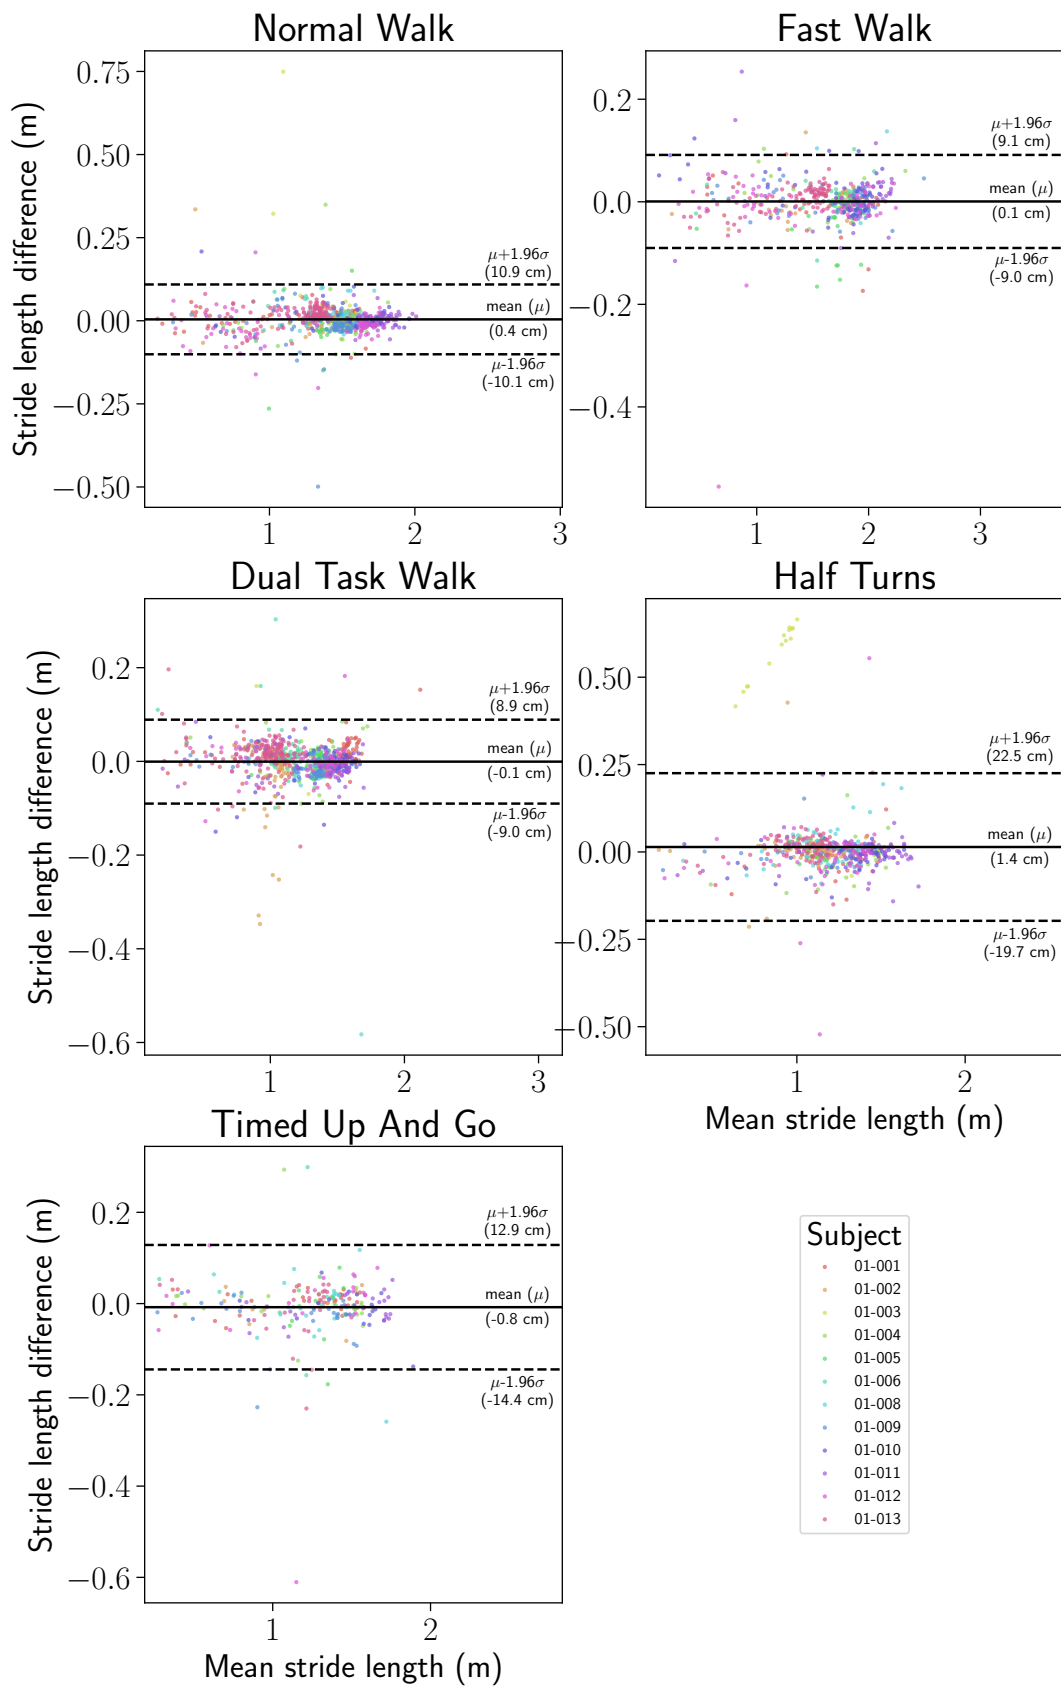 Normal Walk
Stride length difference (m)
0.75
0.50
0.25
0.00
−0.25
−0.50
μ+1.96σ
(10.9 cm)
mean (μ)
(0.4 cm)
μ-1.96σ
(-10.1 cm)
1 2 3
Fast Walk
0.2
0.0
−0.2
−0.4
μ+1.96σ
(9.1 cm)
mean (μ)
(0.1 cm)
μ-1.96σ
(-9.0 cm)
1 2 3
Dual Task Walk
Stride length difference (m)
0.2
0.0
−0.2
−0.4
−0.6
μ+1.96σ
(8.9 cm)
mean (μ)
(-0.1 cm)
μ-1.96σ
(-9.0 cm)
1 2 3
Half Turns
0.50
0.25
0.00
−0.25
−0.50
μ+1.96σ
(22.5 cm)
mean (μ)
(1.4 cm)
μ-1.96σ
(-19.7 cm)
1 2
Mean stride length (m)
Timed Up And Go
Stride length difference (m)
0.2
0.0
−0.2
−0.4
−0.6
μ+1.96σ
(12.9 cm)
mean (μ)
(-0.8 cm)
μ-1.96σ
(-14.4 cm)
1 2
Mean stride length (m)
Subject
01-001
01-002
01-003
01-004
01-005
01-006
01-008
01-009
01-010
01-011
01-012
01-013